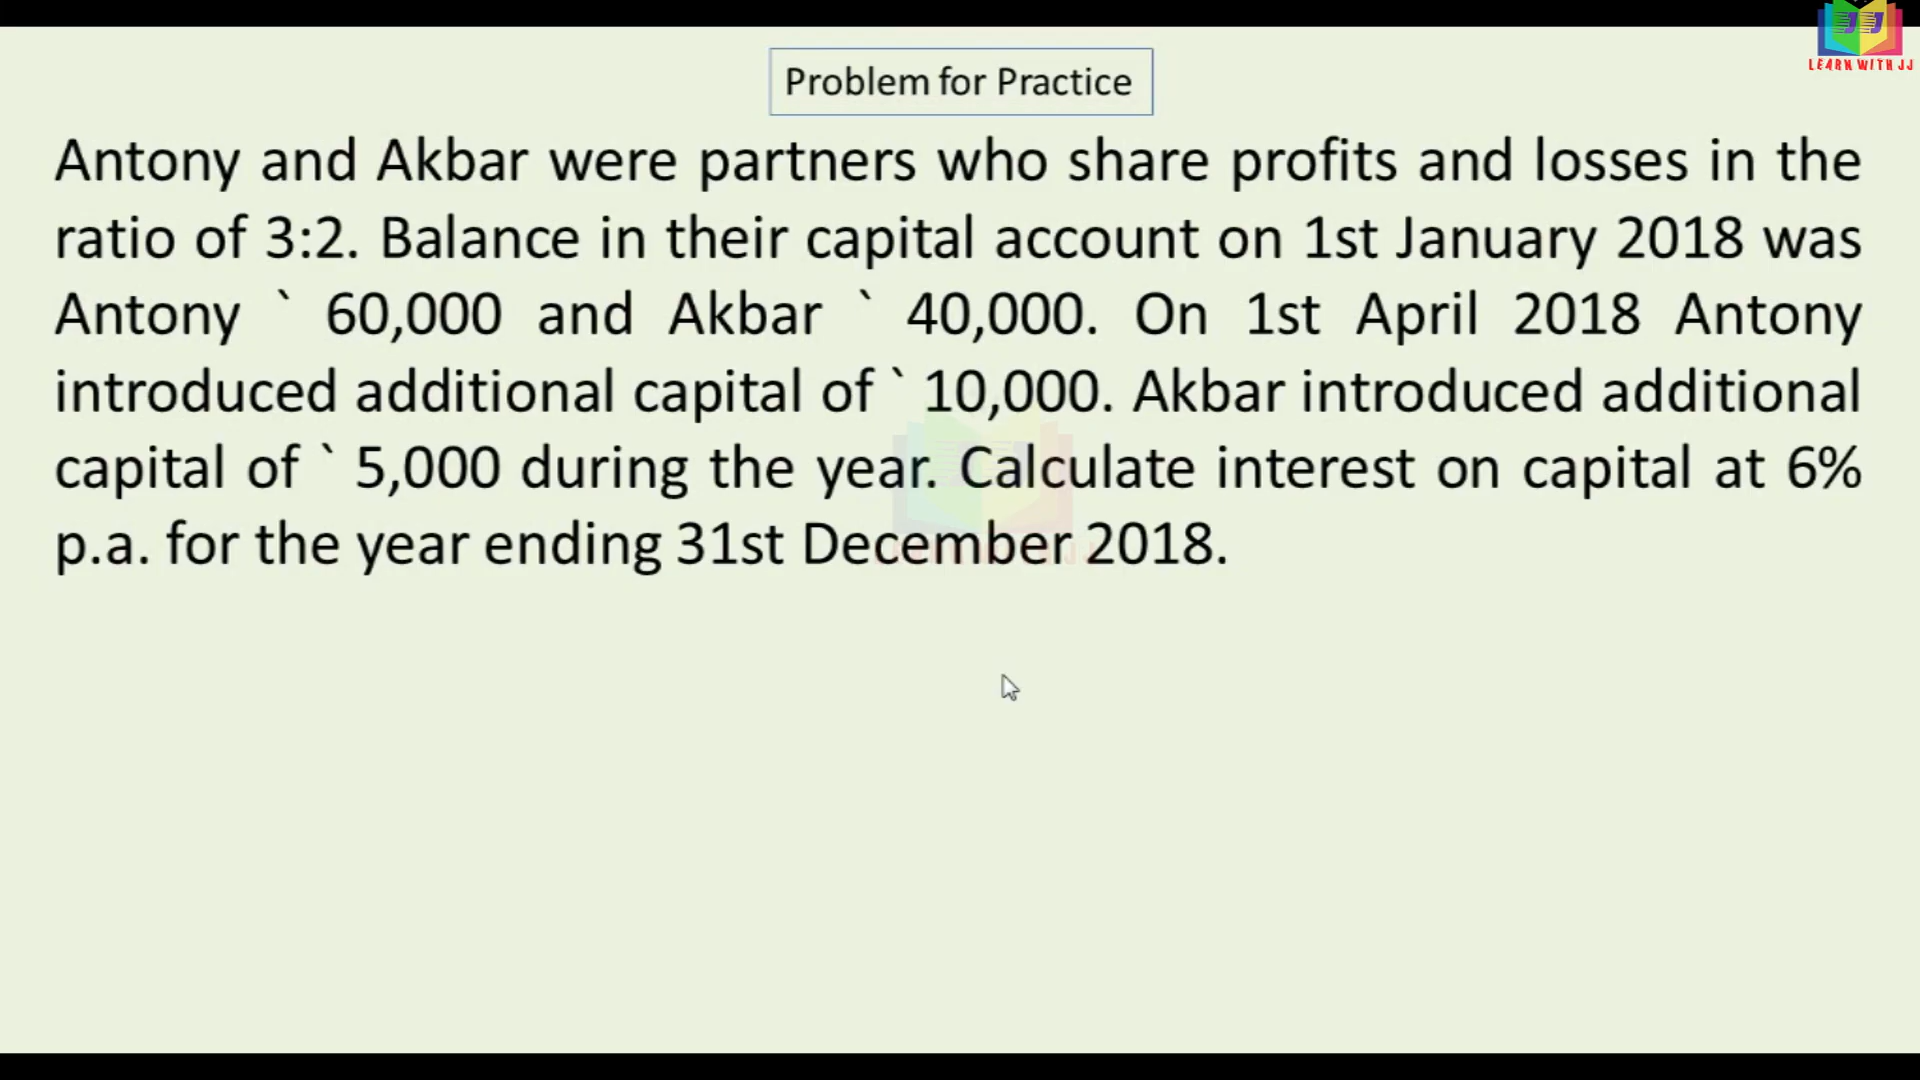 LEARN WITH JJ
Problem for Practice
Antony and Akbar were partners who share profits and losses in the
ratio of 3:2. Balance in their capital account on 1st January 2018 was
Antony ` 60,000 and Akbar ` 40,000. On 1st April 2018 Antony
introduced additional capital of ` 10,000. Akbar introduced additional
capital of ` 5,000 during the year. Calculate interest on capital at 6%
p.a. for the year ending 31st December 2018.
LEARN WITH JJ